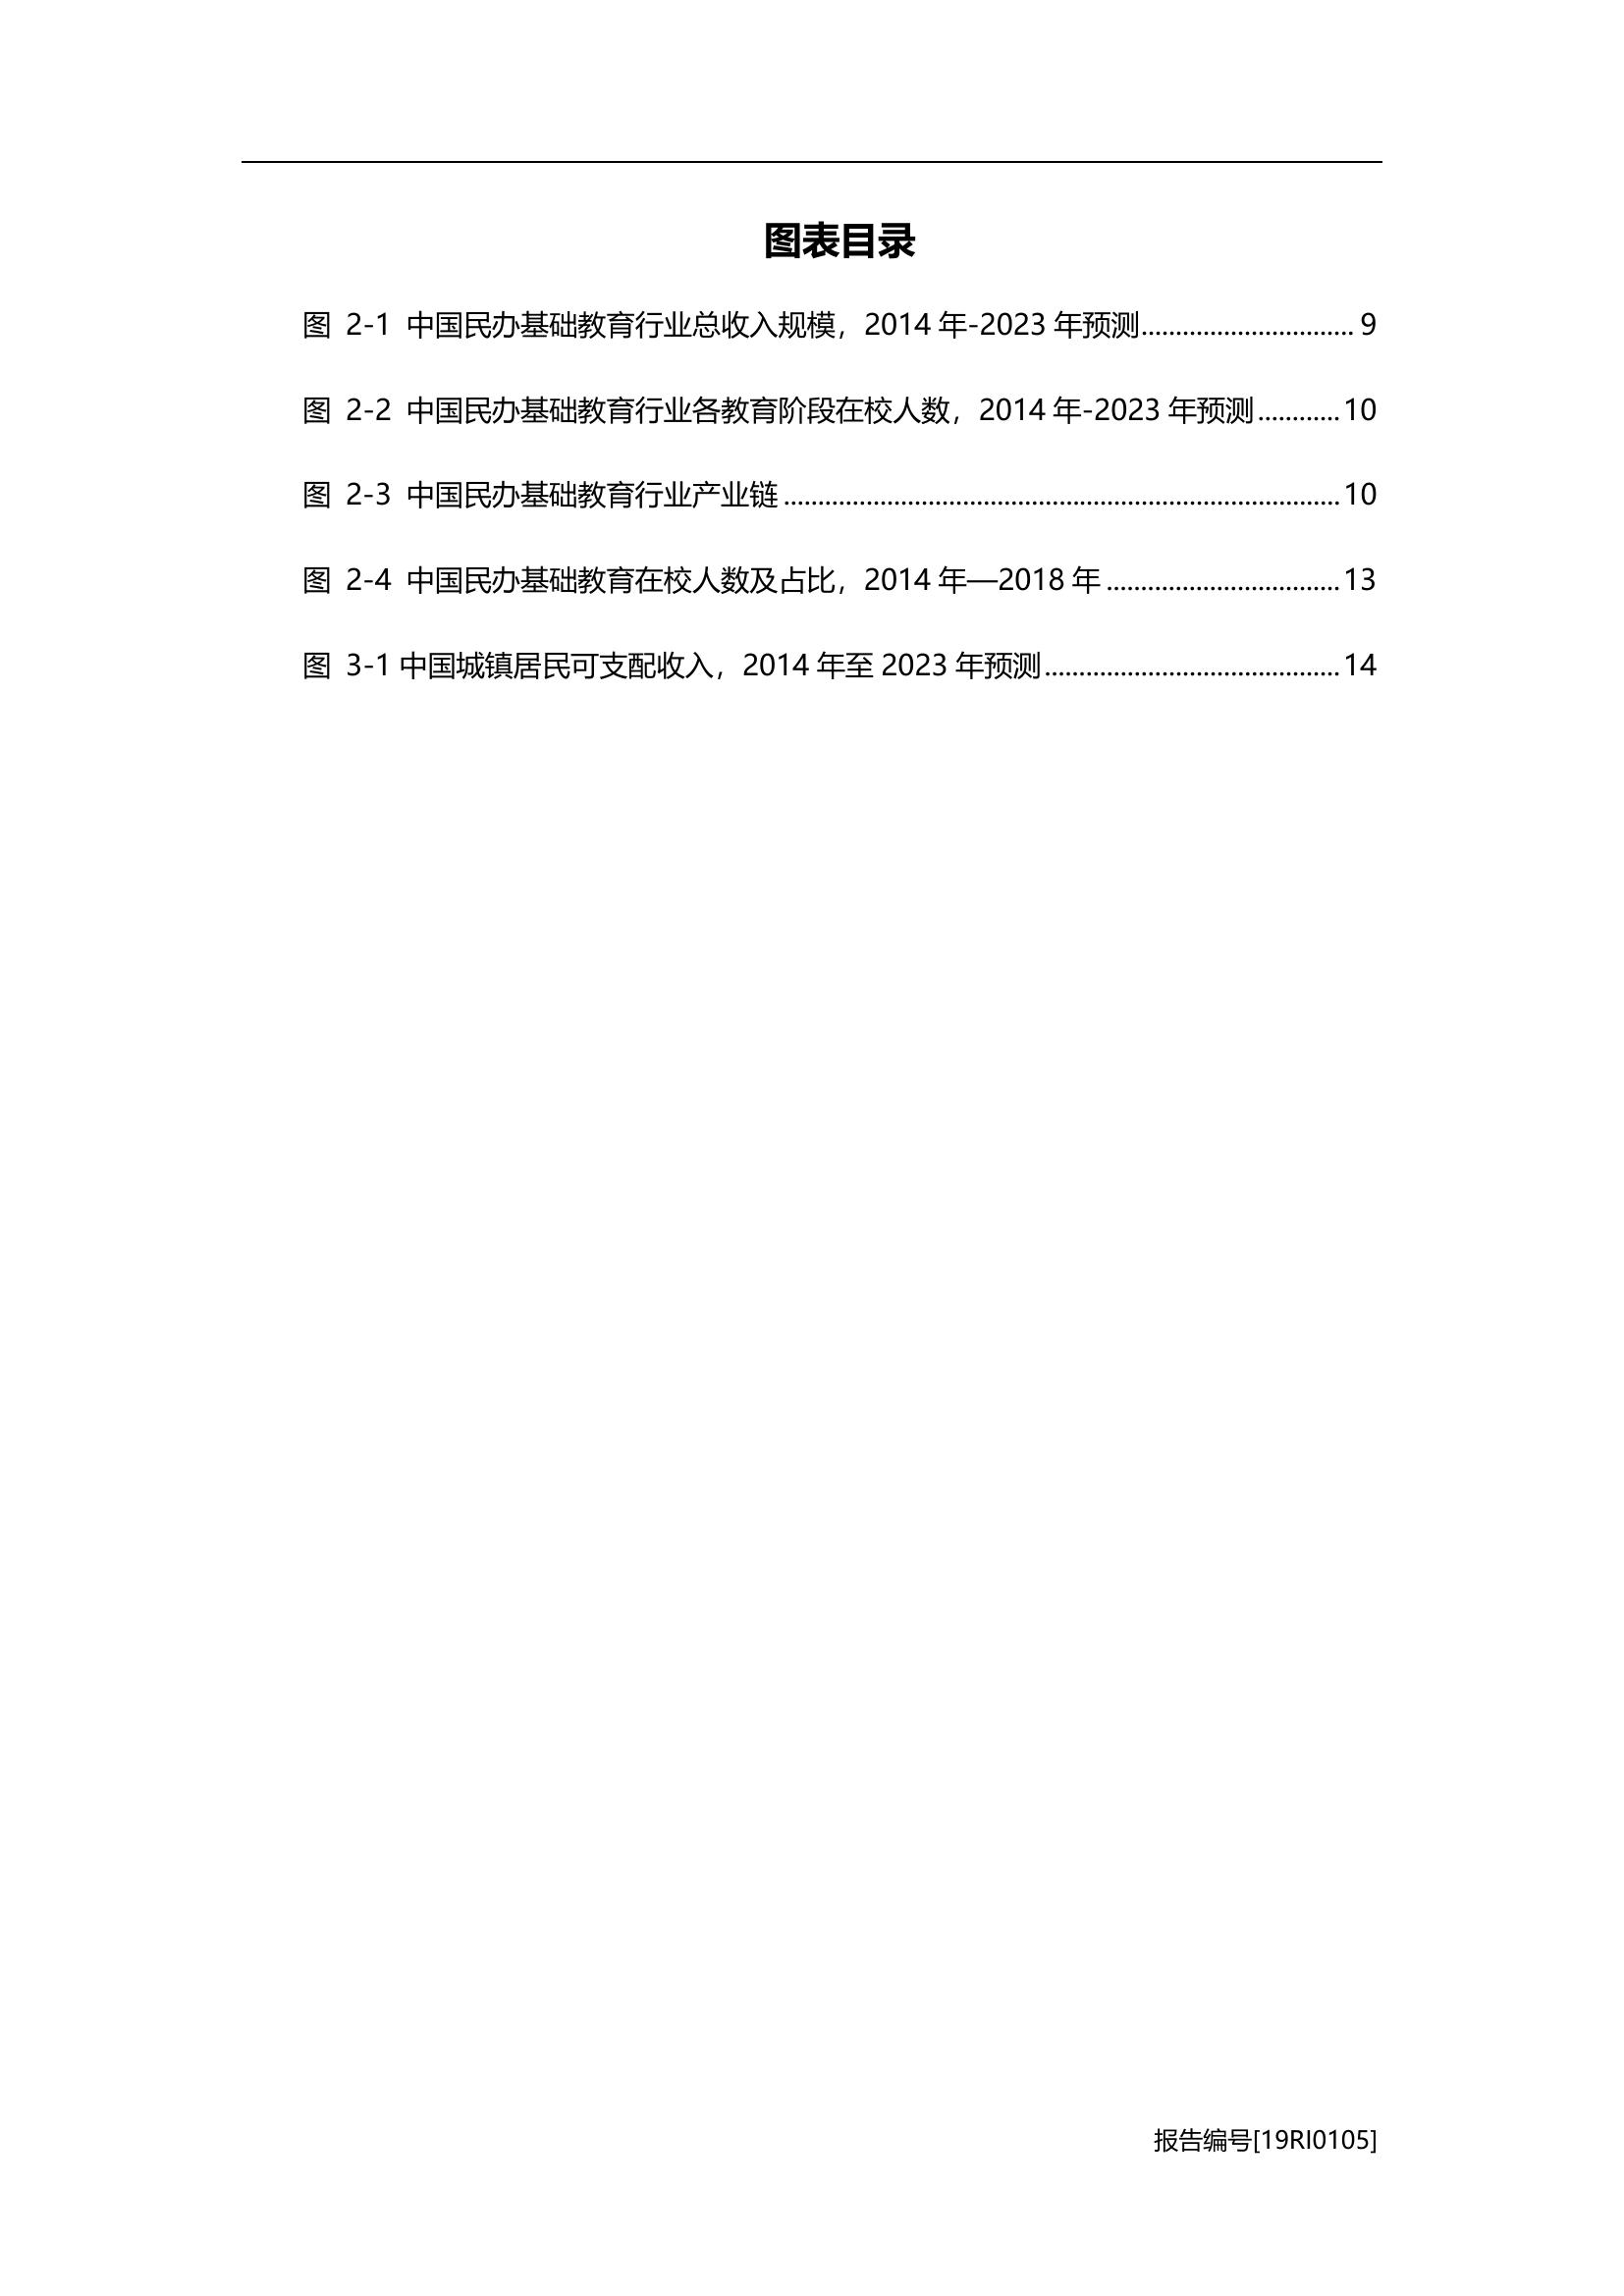 图表目录
图 2-1 中国民办基础教育行业总收入规模，2014 年-2023 年预测............................... 9
图 2-2 中国民办基础教育行业各教育阶段在校人数，2014 年-2023 年预测............ 10
图 2-3 中国民办基础教育行业产业链................................................................................. 10
图 2-4 中国民办基础教育在校人数及占比，2014 年—2018 年.................................. 13
图 3-1 中国城镇居民可支配收入，2014 年至 2023 年预测........................................... 14
报告编号[19RI0105]